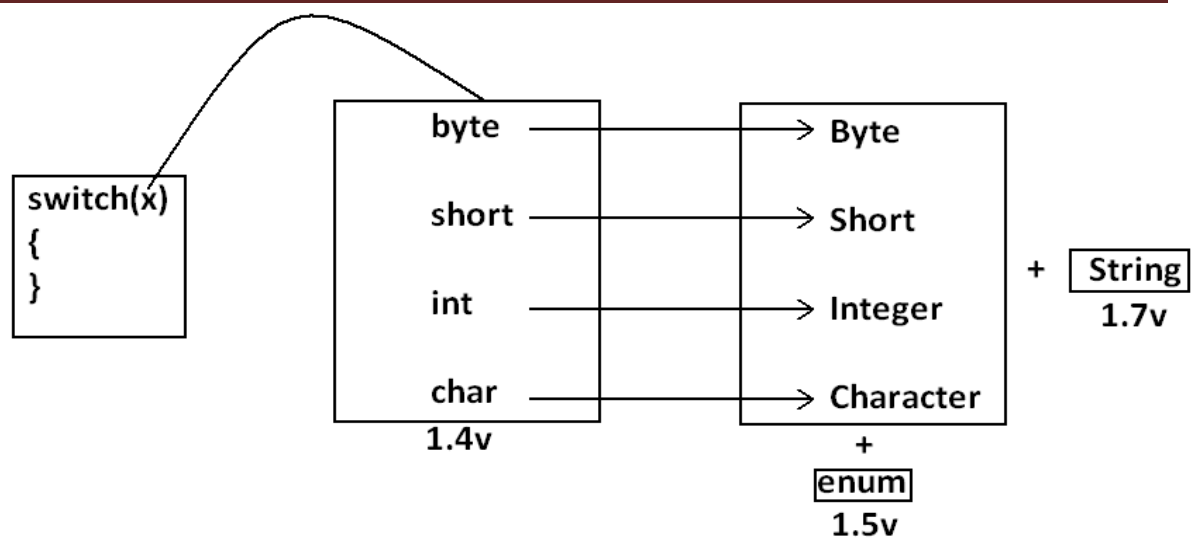 switch(x)
{
}
byte
short
int
char
1.4v
Byte
Short
Integer
Character
+
enum
1.5v
+
String
1.7v